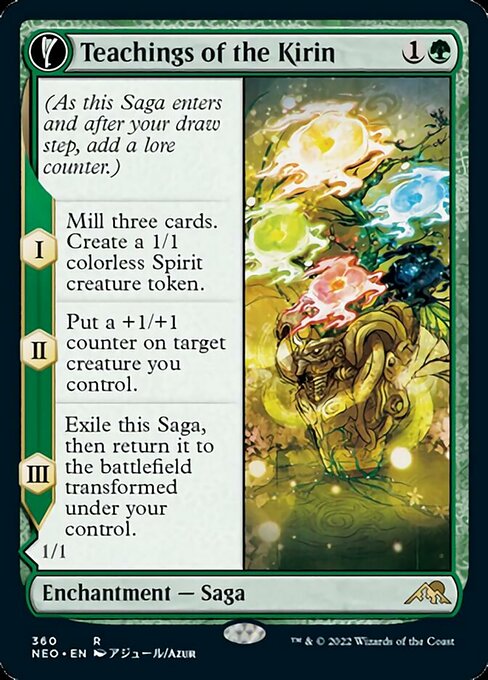 Teachings of the Kirin 1
(As this Saga enters
and after your draw
step, add a lore
counter.)
I
Mill three cards.
Create a 1/1
colorless Spirit
creature token.
II
Put a +1/+1
counter on target
creature you
control.
III
Exile this Saga,
then return it to
the battlefield
transformed
under your
control.
1/1
Enchantment — Saga
360 R
NEO • EN アジュール/AZUR
™ & © 2022 Wizards of the Coast